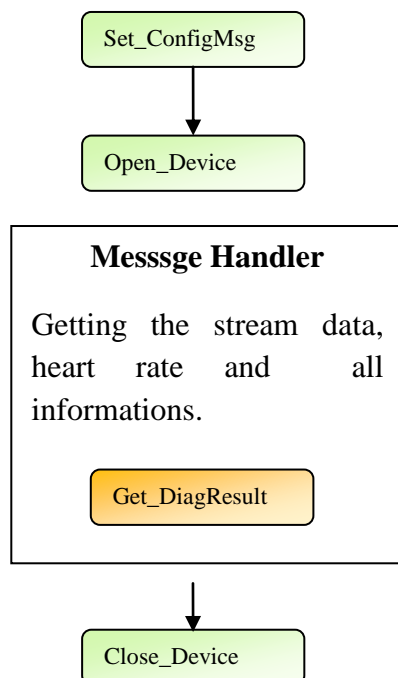 Set_ConfigMsg
Open_Device
Messsge Handler
Getting the stream data,
heart rate and all
informations.
Get_DiagResult
Close_Device